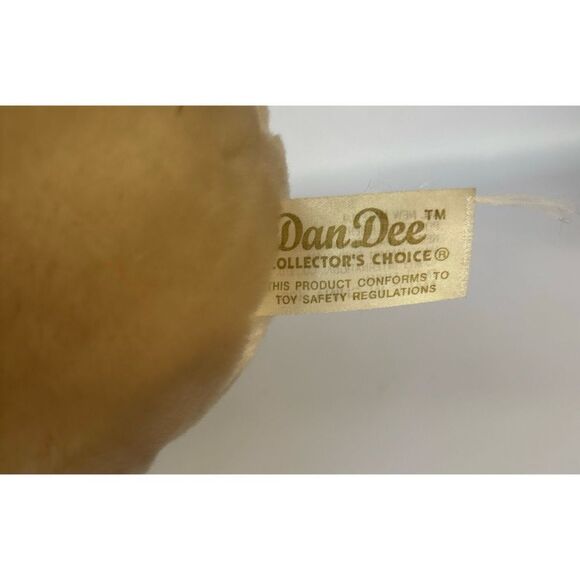 Dan Dee™
COLLECTOR'S CHOICE®
THIS PRODUCT CONFORMS TO
TOY SAFETY REGULATIONS